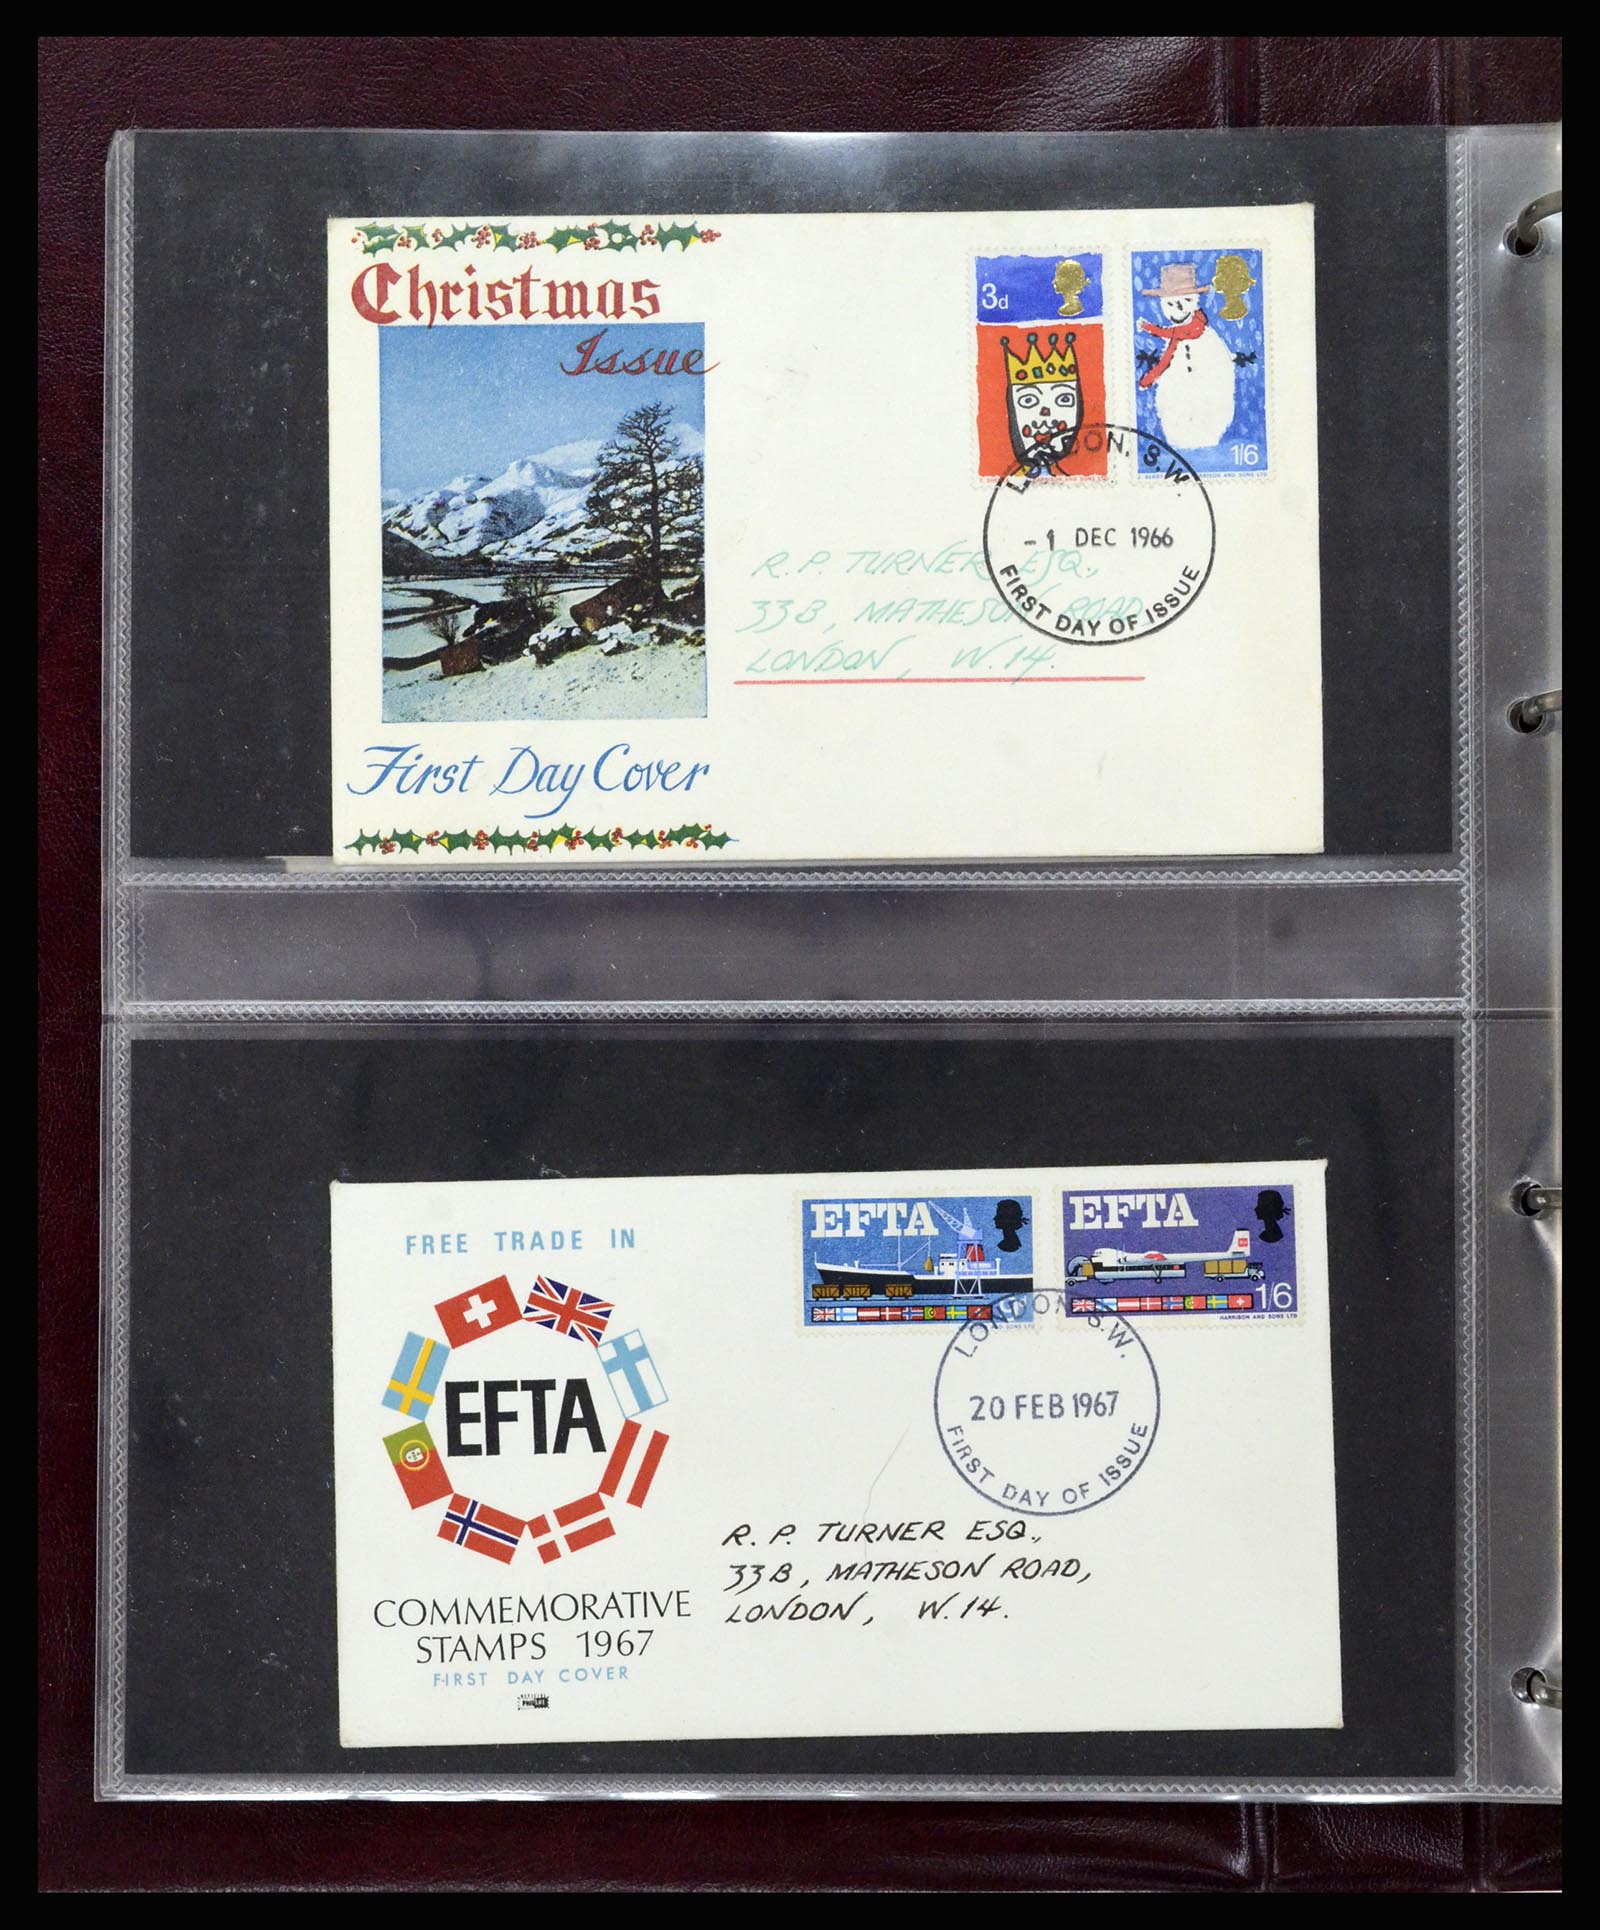 Christmas
Issue
First Day Cover
3d
1/6
LONDON, S.W.
-1 DEC 1966
FIRST DAY OF ISSUE
R.P. TURNER ESQ.,
33B, MATHESON ROAD
LONDON, W.14.
FREE TRADE IN
EFTA
COMMEMORATIVE
STAMPS 1967
FIRST DAY COVER
EFTA
EFTA
1/6
HARRISON AND SONS LTD
LONDON S.W.
20 FEB 1967
FIRST DAY OF ISSUE
R. P. TURNER ESQ.,
33B, MATHESON ROAD,
LONDON, W.14.